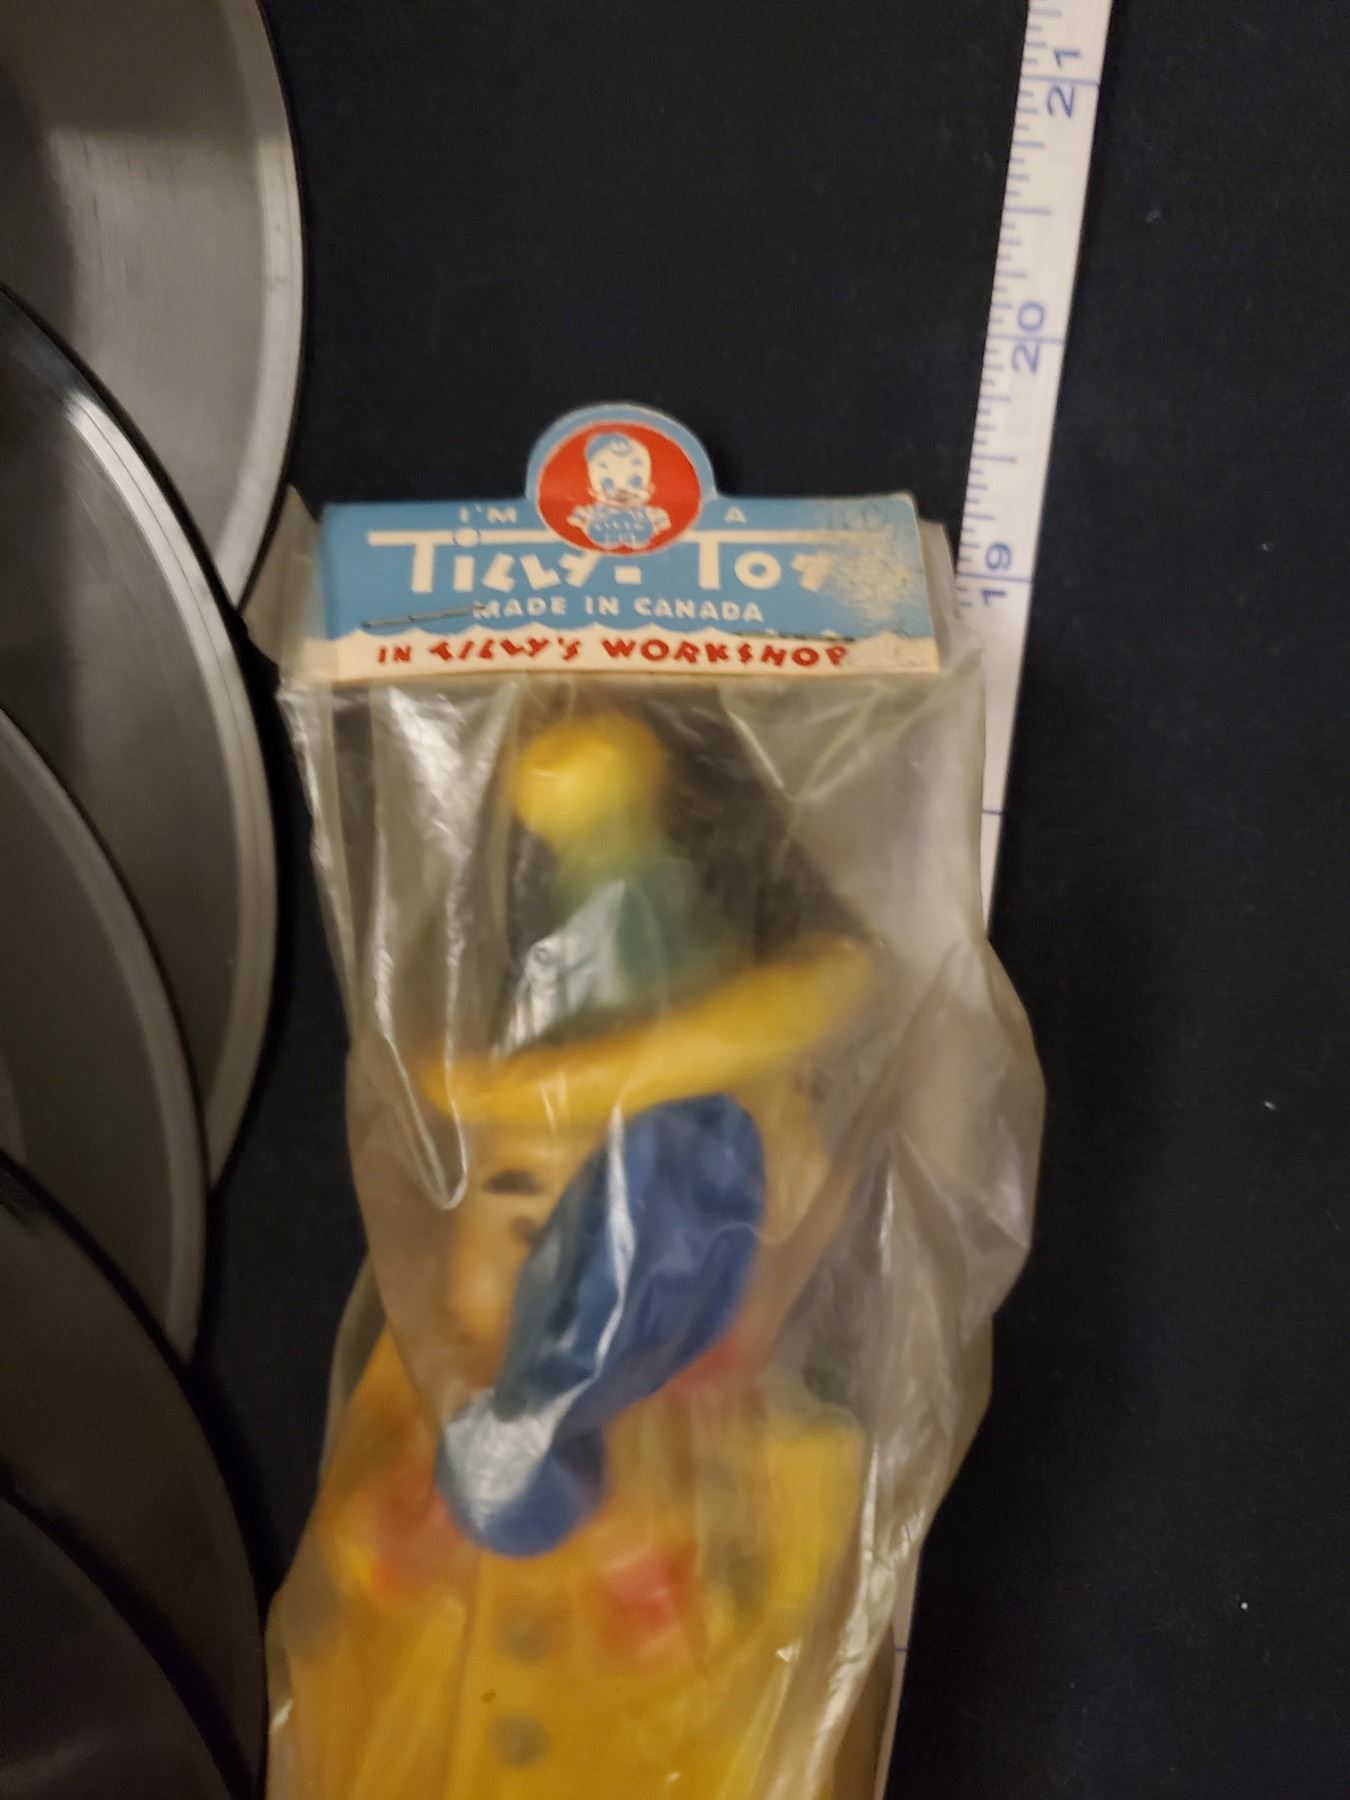 I'M A
TILLY-TOY
MADE IN CANADA
IN TILLY'S WORKSHOP
21
20
19